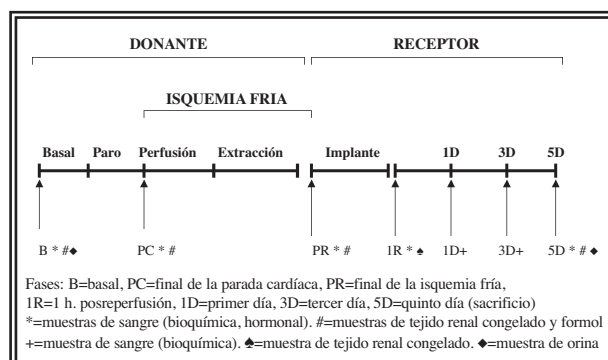 DONANTE RECEPTOR
ISQUEMIA FRIA
Basal Paro Perfusión Extracción Implante 1D 3D 5D
B * #◆ PC * # PR * # 1R * ♠ 1D+ 3D+ 5D * # ◆
Fases: B=basal, PC=final de la parada cardíaca, PR=final de la isquemia fría,
1R=1 h. posreperfusión, 1D=primer día, 3D=tercer día, 5D=quinto día (sacrificio)
*=muestras de sangre (bioquímica, hormonal). #=muestras de tejido renal congelado y formol
+=muestra de sangre (bioquímica). ♠=muestra de tejido renal congelado. ◆=muestra de orina